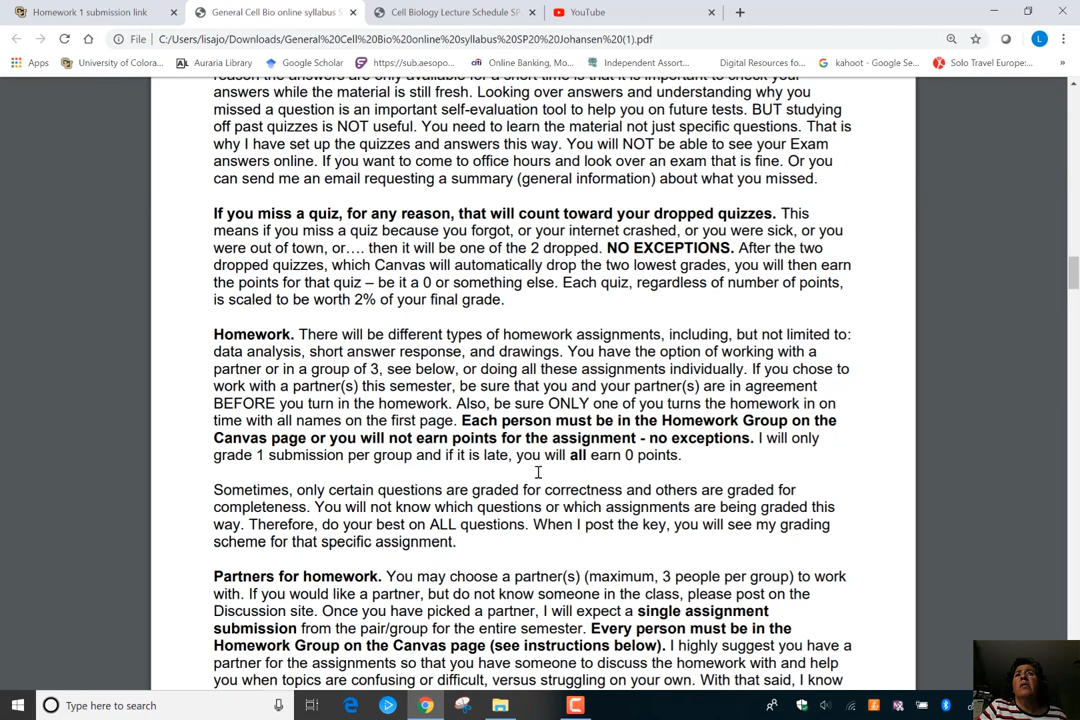 Homework 1 submission link
General Cell Bio online syllabus S
Cell Biology Lecture Schedule SP
YouTube
File
C:/Users/lisajo/Downloads/General%20Cell%20Bio%20online%20syllabus%20SP20%20Johansen%20(1).pdf
Apps
University of Colora...
Auraria Library
Google Scholar
https://sub.aesopo...
Online Banking, Mo...
Independent Assort...
Digital Resources for...
kahoot - Google Se...
Solo Travel Europe:...
reason the answers are only available for a short time is that it is important to check your
answers while the material is still fresh. Looking over answers and understanding why you
missed a question is an important self-evaluation tool to help you on future tests. BUT studying
off past quizzes is NOT useful. You need to learn the material not just specific questions. That is
why I have set up the quizzes and answers this way. You will NOT be able to see your Exam
answers online. If you want to come to office hours and look over an exam that is fine. Or you
can send me an email requesting a summary (general information) about what you missed.
If you miss a quiz, for any reason, that will count toward your dropped quizzes. This
means if you miss a quiz because you forgot, or your internet crashed, or you were sick, or you
were out of town, or…. then it will be one of the 2 dropped. NO EXCEPTIONS. After the two
dropped quizzes, which Canvas will automatically drop the two lowest grades, you will then earn
the points for that quiz – be it a 0 or something else. Each quiz, regardless of number of points,
is scaled to be worth 2% of your final grade.
Homework. There will be different types of homework assignments, including, but not limited to:
data analysis, short answer response, and drawings. You have the option of working with a
partner or in a group of 3, see below, or doing all these assignments individually. If you chose to
work with a partner(s) this semester, be sure that you and your partner(s) are in agreement
BEFORE you turn in the homework. Also, be sure ONLY one of you turns the homework in on
time with all names on the first page. Each person must be in the Homework Group on the
Canvas page or you will not earn points for the assignment - no exceptions. I will only
grade 1 submission per group and if it is late, you will all earn 0 points.
Sometimes, only certain questions are graded for correctness and others are graded for
completeness. You will not know which questions or which assignments are being graded this
way. Therefore, do your best on ALL questions. When I post the key, you will see my grading
scheme for that specific assignment.
Partners for homework. You may choose a partner(s) (maximum, 3 people per group) to work
with. If you would like a partner, but do not know someone in the class, please post on the
Discussion site. Once you have picked a partner, I will expect a single assignment
submission from the pair/group for the entire semester. Every person must be in the
Homework Group on the Canvas page (see instructions below). I highly suggest you have a
partner for the assignments so that you have someone to discuss the homework with and help
you when topics are confusing or difficult, versus struggling on your own. With that said, I know
Type here to search